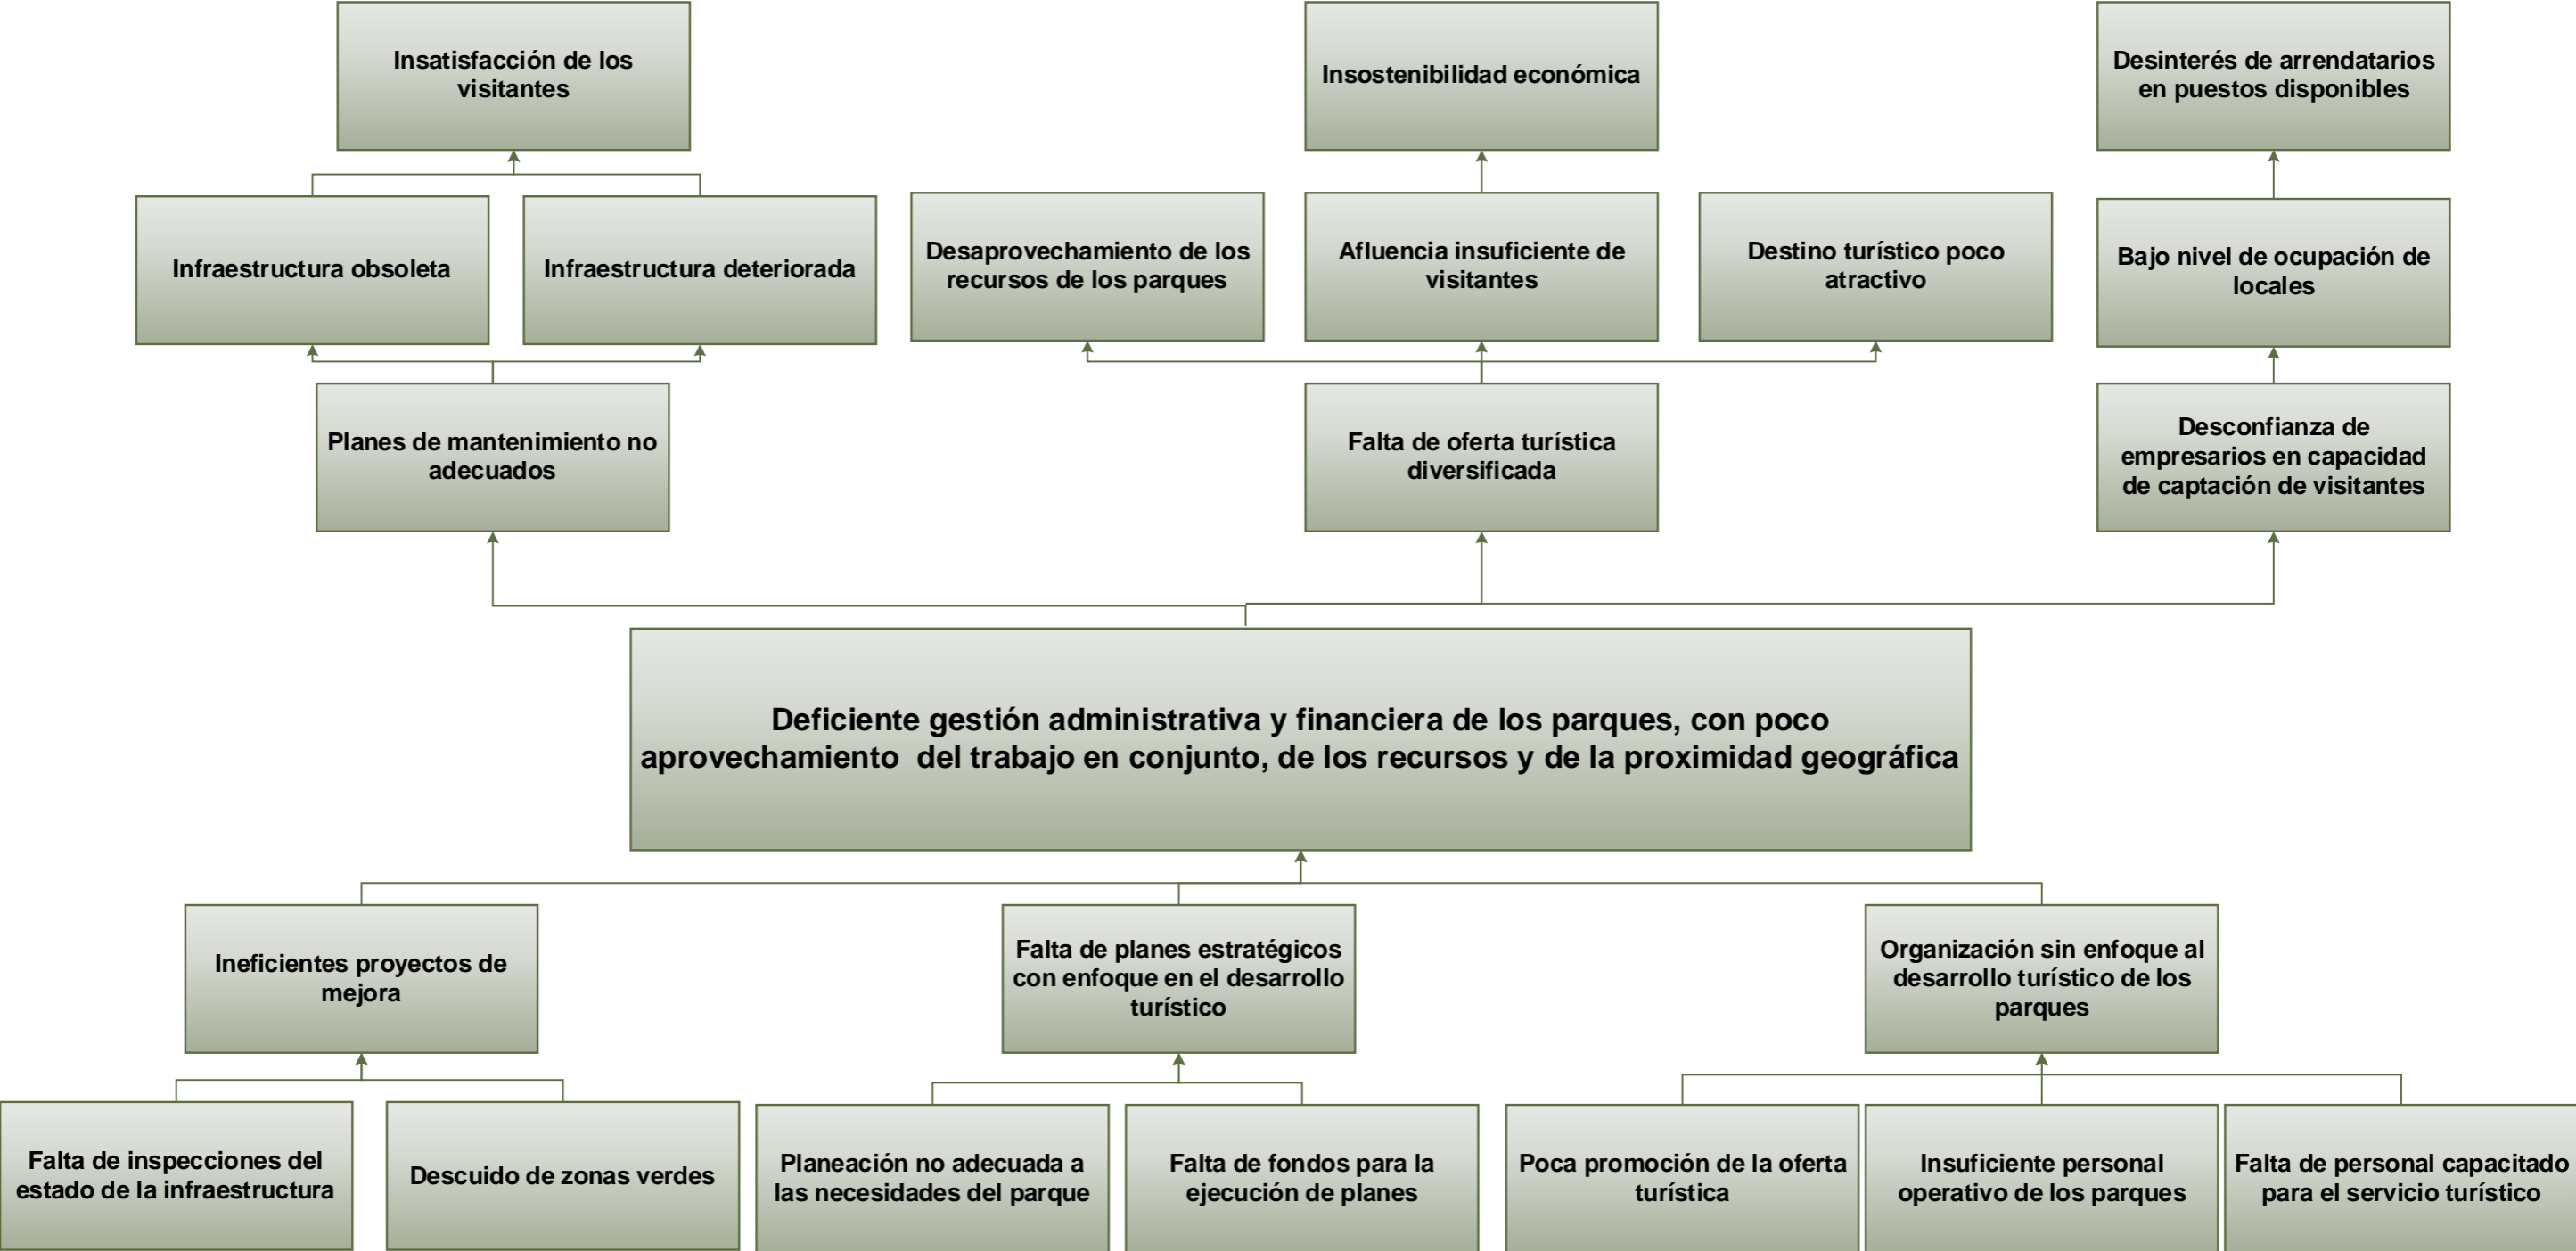 Insatisfacción de los
visitantes
Insostenibilidad económica
Desinterés de arrendatarios
en puestos disponibles
Infraestructura obsoleta
Infraestructura deteriorada
Desaprovechamiento de los
recursos de los parques
Afluencia insuficiente de
visitantes
Destino turístico poco
atractivo
Bajo nivel de ocupación de
locales
Planes de mantenimiento no
adecuados
Falta de oferta turística
diversificada
Desconfianza de
empresarios en capacidad
de captación de visitantes
Deficiente gestión administrativa y financiera de los parques, con poco
aprovechamiento  del trabajo en conjunto, de los recursos y de la proximidad geográfica
Ineficientes proyectos de
mejora
Falta de planes estratégicos
con enfoque en el desarrollo
turístico
Organización sin enfoque al
desarrollo turístico de los
parques
Falta de inspecciones del
estado de la infraestructura
Descuido de zonas verdes
Planeación no adecuada a
las necesidades del parque
Falta de fondos para la
ejecución de planes
Poca promoción de la oferta
turística
Insuficiente personal
operativo de los parques
Falta de personal capacitado
para el servicio turístico